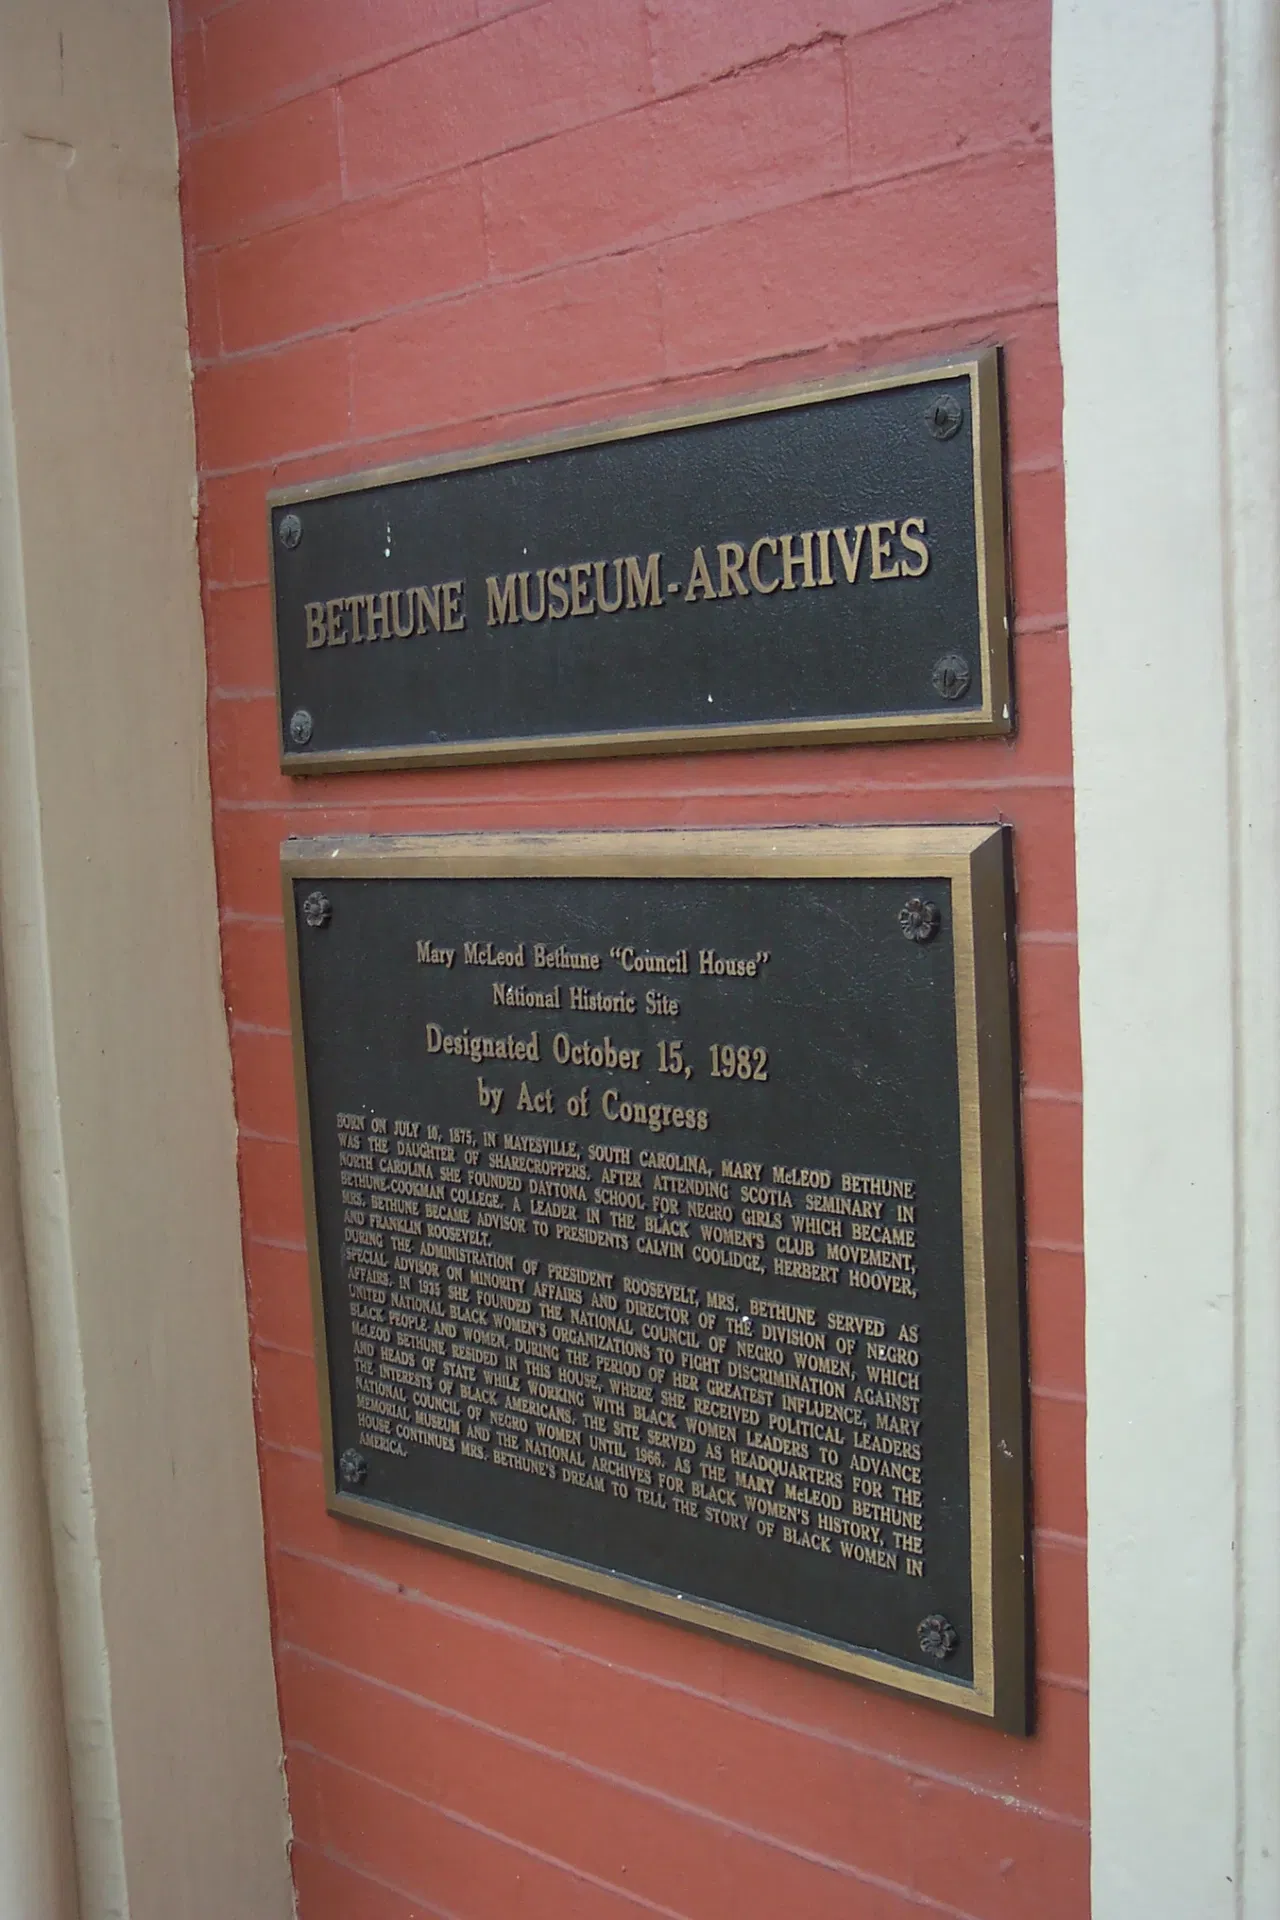 BETHUNE MUSEUM-ARCHIVES
Mary McLeod Bethune “Council House”
National Historic Site
Designated October 15, 1982
by Act of Congress
BORN ON JULY 10, 1875, IN MAYESVILLE, SOUTH CAROLINA, MARY McLEOD BETHUNE
WAS THE DAUGHTER OF SHARECROPPERS. AFTER ATTENDING SCOTIA SEMINARY IN
NORTH CAROLINA SHE FOUNDED DAYTONA SCHOOL FOR NEGRO GIRLS WHICH BECAME
BETHUNE-COOKMAN COLLEGE. A LEADER IN THE BLACK WOMEN'S CLUB MOVEMENT,
MRS. BETHUNE BECAME ADVISOR TO PRESIDENTS CALVIN COOLIDGE, HERBERT HOOVER,
AND FRANKLIN ROOSEVELT.
DURING THE ADMINISTRATION OF PRESIDENT ROOSEVELT, MRS. BETHUNE SERVED AS
SPECIAL ADVISOR ON MINORITY AFFAIRS AND DIRECTOR OF THE DIVISION OF NEGRO
AFFAIRS. IN 1935 SHE FOUNDED THE NATIONAL COUNCIL OF NEGRO WOMEN, WHICH
UNITED NATIONAL BLACK WOMEN'S ORGANIZATIONS TO FIGHT DISCRIMINATION AGAINST
BLACK PEOPLE AND WOMEN. DURING THE PERIOD OF HER GREATEST INFLUENCE, MARY
McLEOD BETHUNE RESIDED IN THIS HOUSE, WHERE SHE RECEIVED POLITICAL LEADERS
AND HEADS OF STATE WHILE WORKING WITH BLACK WOMEN LEADERS TO ADVANCE
THE INTERESTS OF BLACK AMERICANS. THE SITE SERVED AS HEADQUARTERS FOR THE
NATIONAL COUNCIL OF NEGRO WOMEN UNTIL 1966. AS THE MARY McLEOD BETHUNE
MEMORIAL MUSEUM AND THE NATIONAL ARCHIVES FOR BLACK WOMEN'S HISTORY, THE
HOUSE CONTINUES MRS. BETHUNE'S DREAM TO TELL THE STORY OF BLACK WOMEN IN
AMERICA.